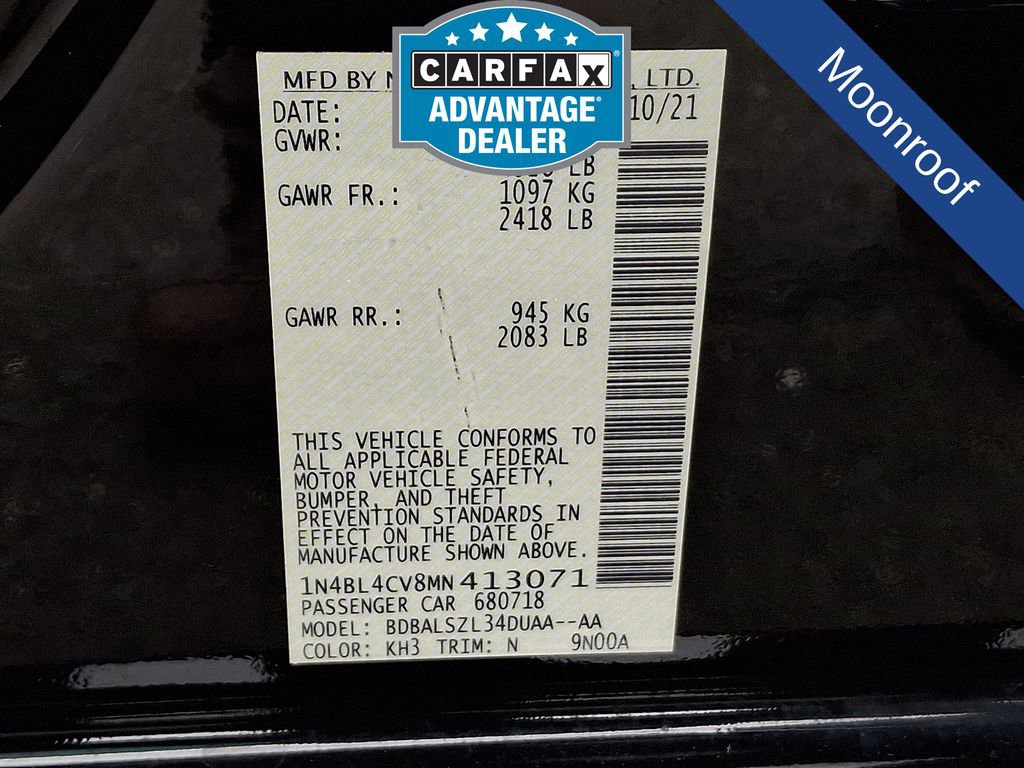 CARFAX
ADVANTAGE
DEALER
Moonroof
MFD BY N , LTD.
DATE: 10/21
GVWR:
LB
GAWR FR.: 1097 KG
2418 LB
GAWR RR.: 945 KG
2083 LB
THIS VEHICLE CONFORMS TO
ALL APPLICABLE FEDERAL
MOTOR VEHICLE SAFETY,
BUMPER, AND THEFT
PREVENTION STANDARDS IN
EFFECT ON THE DATE OF
MANUFACTURE SHOWN ABOVE.
1N4BL4CV8MN413071
PASSENGER CAR 680718
MODEL: BDBALSZL34DUAA--AA
COLOR: KH3 TRIM: N 9N00A